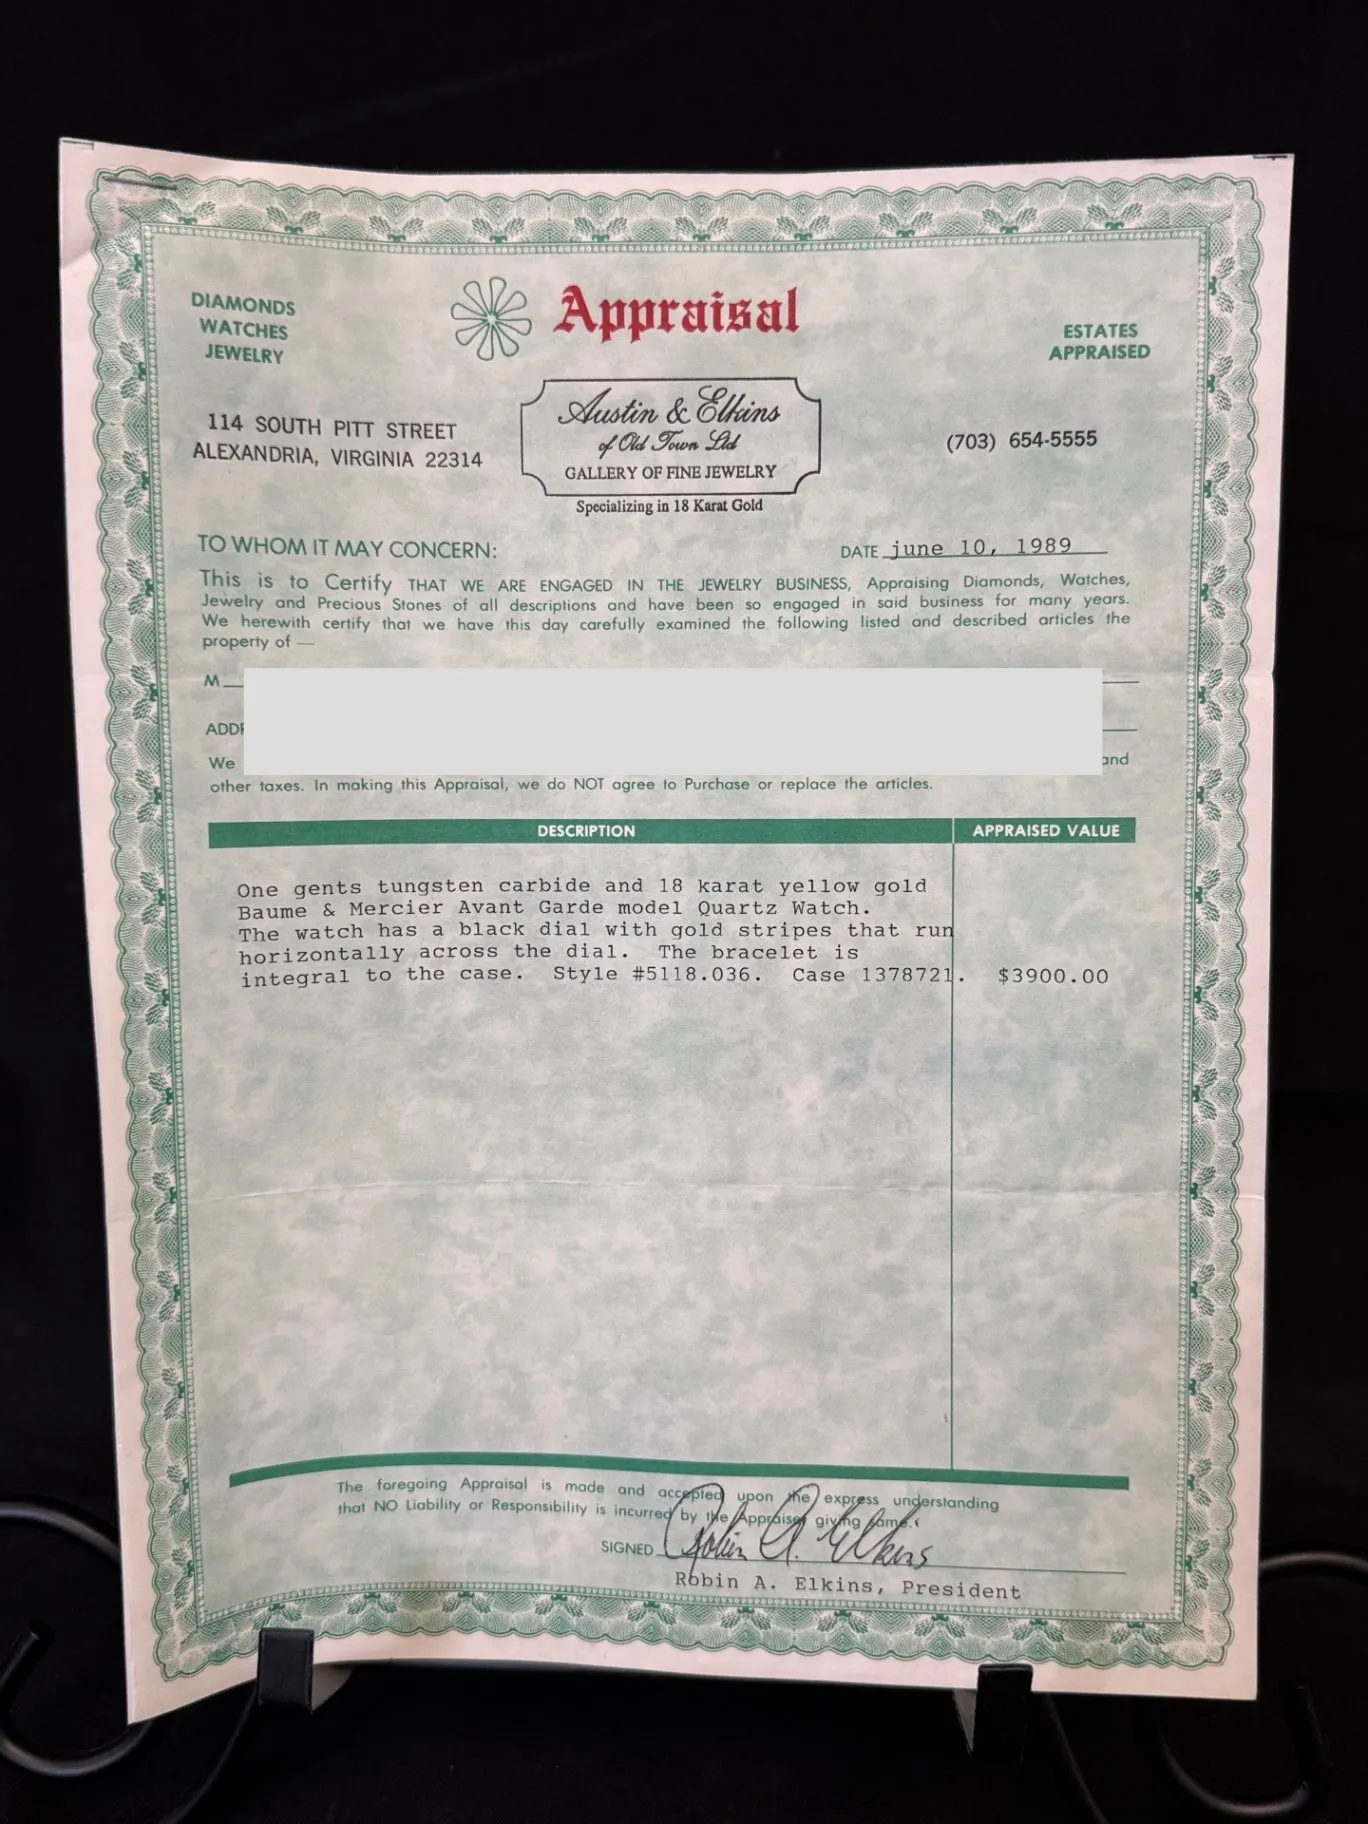 DIAMONDS
WATCHES
JEWELRY
Appraisal
ESTATES
APPRAISED
114 SOUTH PITT STREET
ALEXANDRIA, VIRGINIA 22314
Austin & Elkins
of Old Town Ltd
GALLERY OF FINE JEWELRY
Specializing in 18 Karat Gold
(703) 654-5555
TO WHOM IT MAY CONCERN:
DATE june 10, 1989
This is to Certify THAT WE ARE ENGAGED IN THE JEWELRY BUSINESS, Appraising Diamonds, Watches,
Jewelry and Precious Stones of all descriptions and have been so engaged in said business for many years.
We herewith certify that we have this day carefully examined the following listed and described articles the
property of —
M
ADDR
We and
other taxes. In making this Appraisal, we do NOT agree to Purchase or replace the articles.
DESCRIPTION APPRAISED VALUE
One gents tungsten carbide and 18 karat yellow gold
Baume & Mercier Avant Garde model Quartz Watch.
The watch has a black dial with gold stripes that run
horizontally across the dial. The bracelet is
integral to the case. Style #5118.036. Case 1378721. $3900.00
The foregoing Appraisal is made and accepted upon the express understanding
that NO Liability or Responsibility is incurred by the Appraiser giving same.
SIGNED Robin A. Elkins
Robin A. Elkins, President